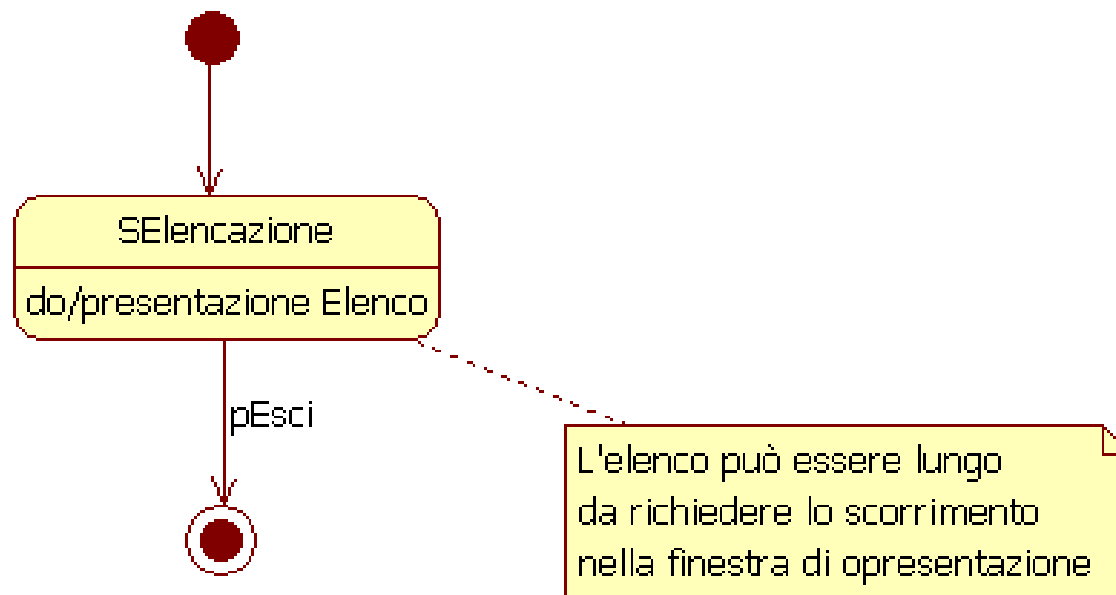 SElencazione
do/presentazione Elenco
pEsci
L'elenco può essere lungo
da richiedere lo scorrimento
nella finestra di opresentazione